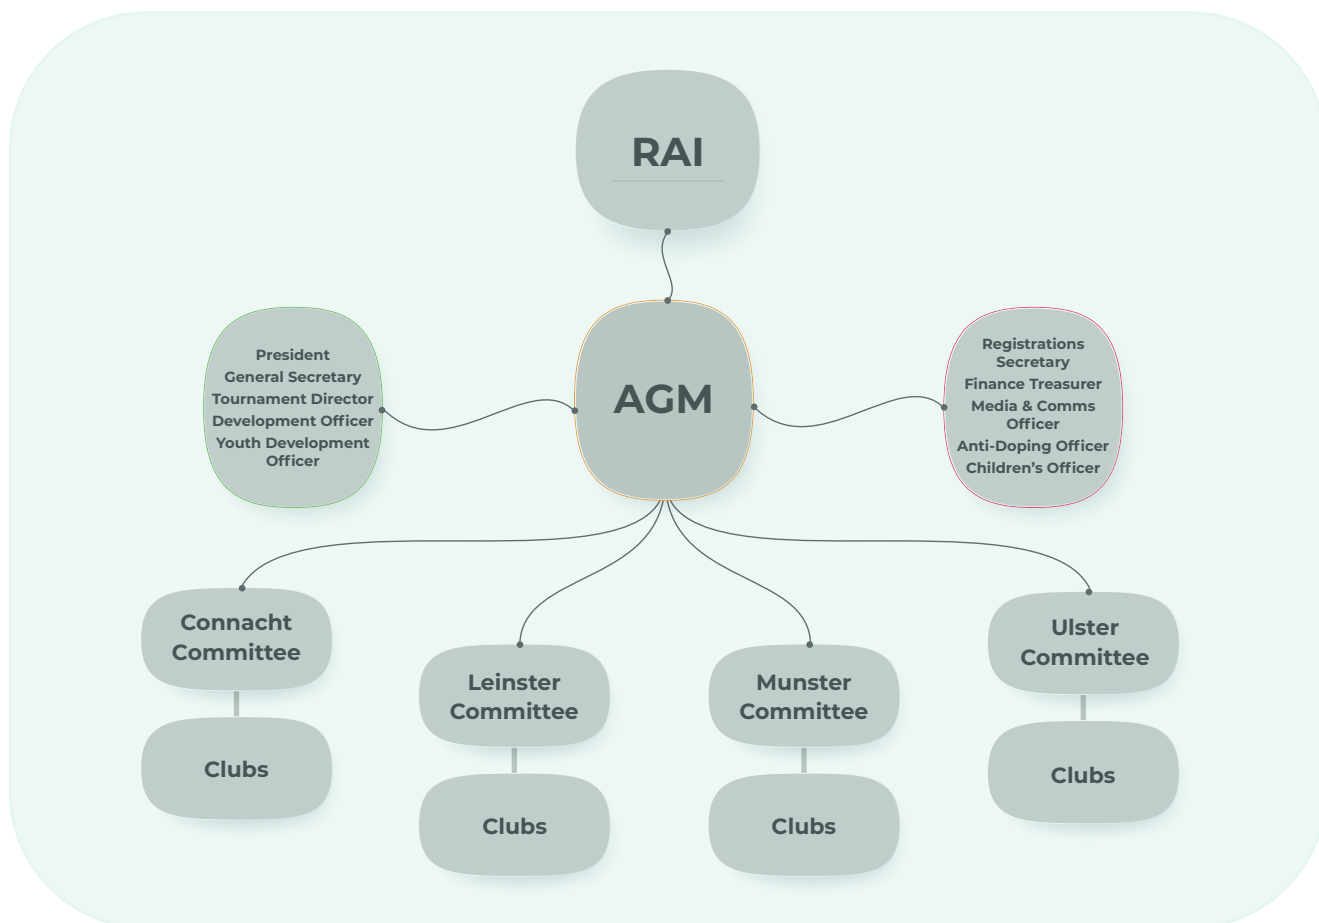 RAI
President
General Secretary
Tournament Director
Development Officer
Youth Development
Officer
AGM
Registrations
Secretary
Finance Treasurer
Media & Comms
Officer
Anti-Doping Officer
Children’s Officer
Connacht
Committee
Clubs
Leinster
Committee
Clubs
Munster
Committee
Clubs
Ulster
Committee
Clubs